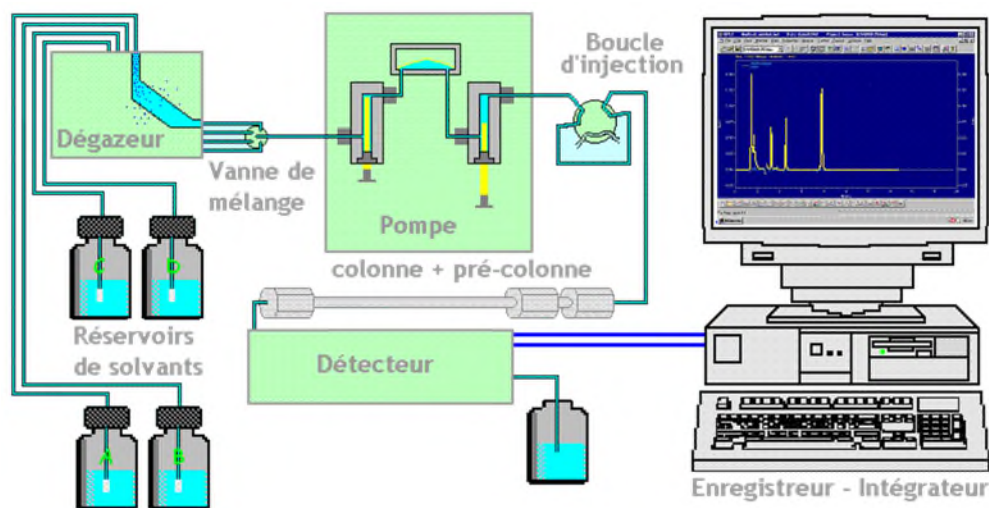 Dégazeur
Vanne de
mélange
Pompe
Boucle
d'injection
colonne + pré-colonne
C
D
Réservoirs
de solvants
Détecteur
A
B
Enregistreur - Intégrateur